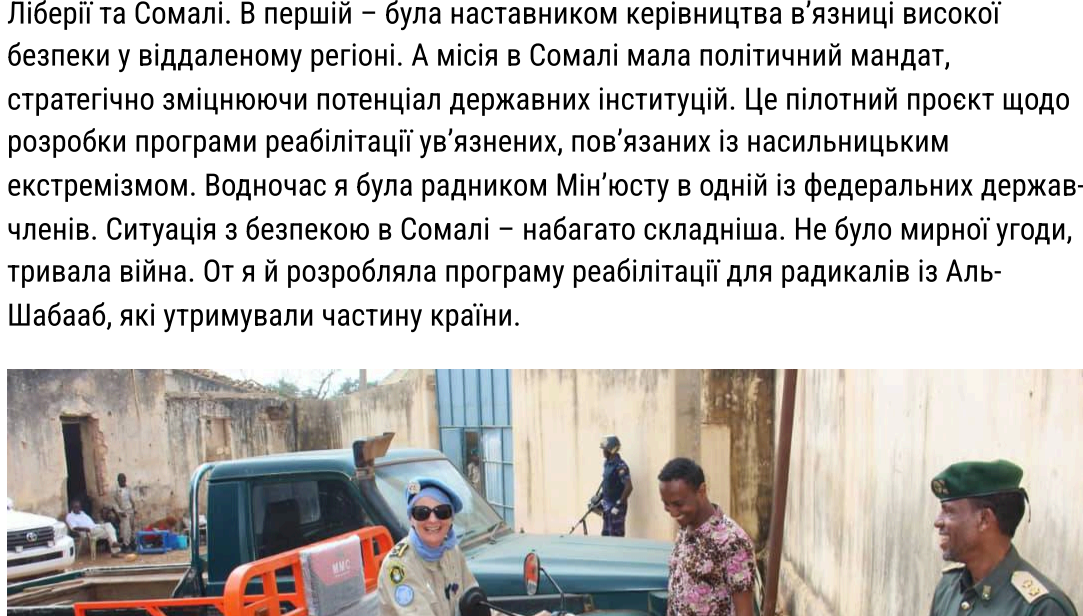 Ліберії та Сомалі. В першій – була наставником керівництва в’язниці високої
безпеки у віддаленому регіоні. А місія в Сомалі мала політичний мандат,
стратегічно зміцнюючи потенціал державних інституцій. Це пілотний проєкт щодо
розробки програми реабілітації ув’язнених, пов’язаних із насильницьким
екстремізмом. Водночас я була радником Мін’юсту в одній із федеральних держав-
членів. Ситуація з безпекою в Сомалі – набагато складніша. Не було мирної угоди,
тривала війна. От я й розробляла програму реабілітації для радикалів із Аль-
Шабааб, які утримували частину країни.
MMC